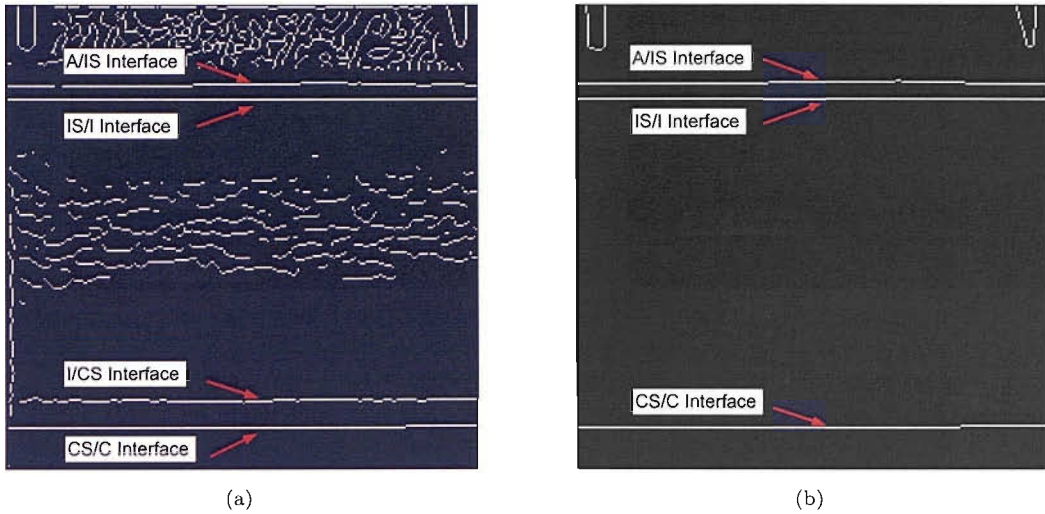 A/IS Interface
IS/I Interface
I/CS Interface
CS/C Interface
(a)
A/IS Interface
IS/I Interface
CS/C Interface
(b)